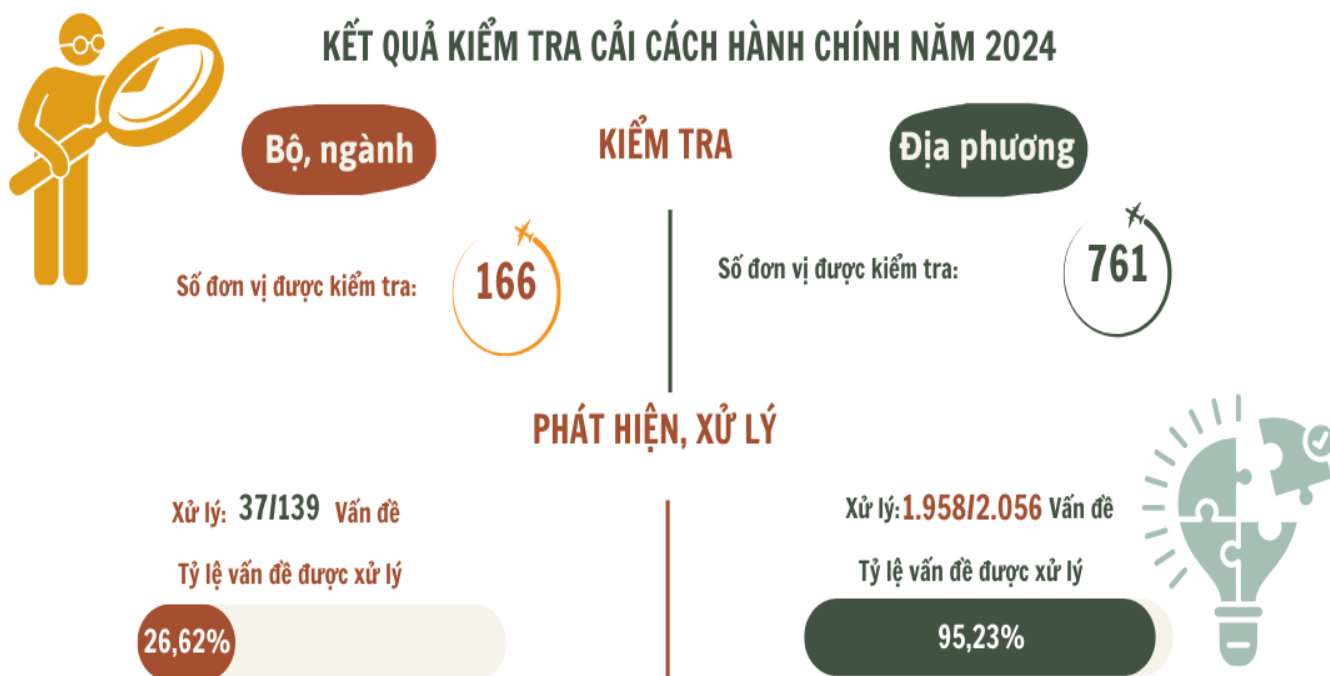 KẾT QUẢ KIỂM TRA CẢI CÁCH HÀNH CHÍNH NĂM 2024
Bộ, ngành
KIỂM TRA
Địa phương
Số đơn vị được kiểm tra:
166
Số đơn vị được kiểm tra:
761
PHÁT HIỆN, XỬ LÝ
Xử lý: 37/139 Vấn đề
Tỷ lệ vấn đề được xử lý
26,62%
Xử lý:1.958/2.056 Vấn đề
Tỷ lệ vấn đề được xử lý
95,23%